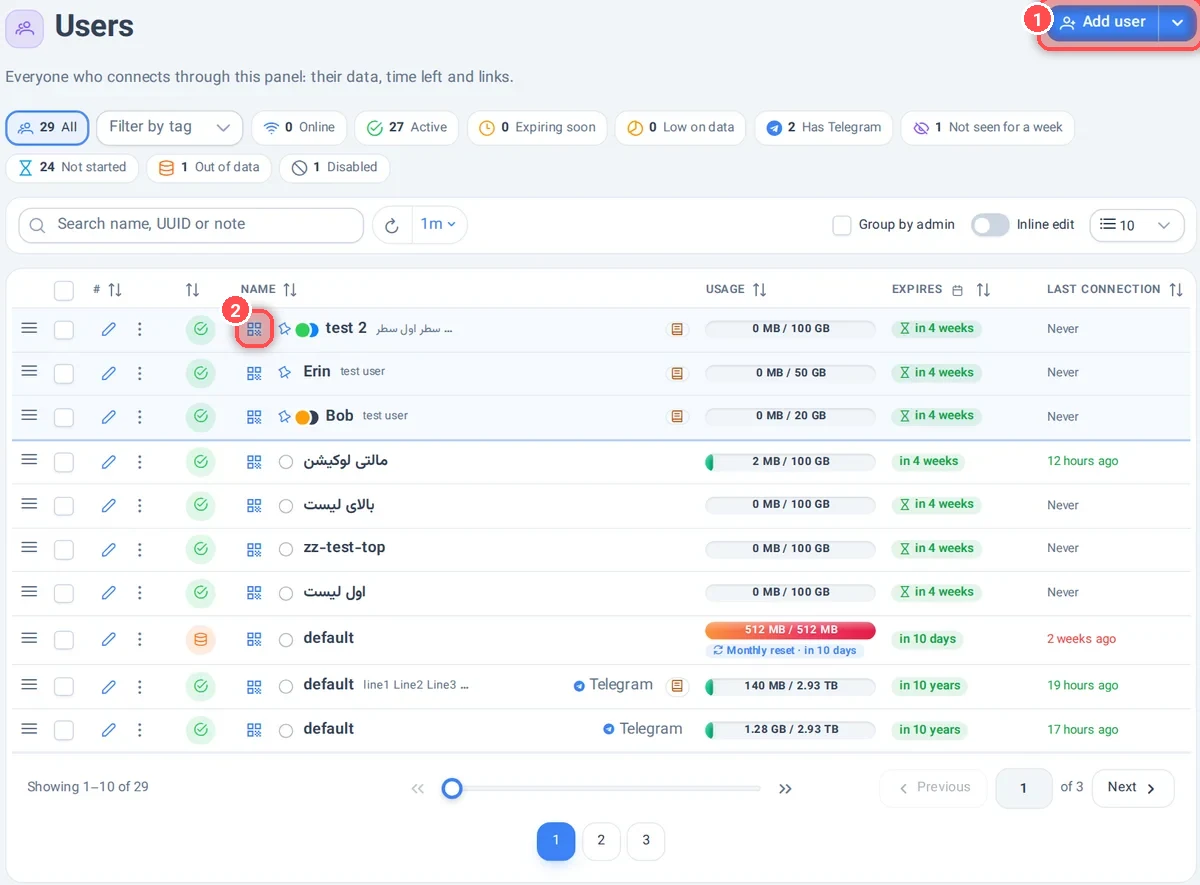 Users
1
Add user
Everyone who connects through this panel: their data, time left and links.
29 All
Filter by tag
0 Online
27 Active
0 Expiring soon
0 Low on data
2 Has Telegram
1 Not seen for a week
24 Not started
1 Out of data
1 Disabled
Search name, UUID or note
1m
Group by admin
Inline edit
10
# NAME USAGE EXPIRES LAST CONNECTION
2
test 2 سطر اول سطر ... 0 MB / 100 GB in 4 weeks Never
Erin test user 0 MB / 50 GB in 4 weeks Never
Bob test user 0 MB / 20 GB in 4 weeks Never
مالتی لوکیشن 2 MB / 100 GB in 4 weeks 12 hours ago
بالای لیست 0 MB / 100 GB in 4 weeks Never
zz-test-top 0 MB / 100 GB in 4 weeks Never
اول لیست 0 MB / 100 GB in 4 weeks Never
default 512 MB / 512 MB in 10 days 2 weeks ago
Monthly reset · in 10 days
default line1 Line2 Line3 ... Telegram 140 MB / 2.93 TB in 10 years 19 hours ago
default Telegram 1.28 GB / 2.93 TB in 10 years 17 hours ago
Showing 1–10 of 29
Previous 1 of 3 Next
1 2 3